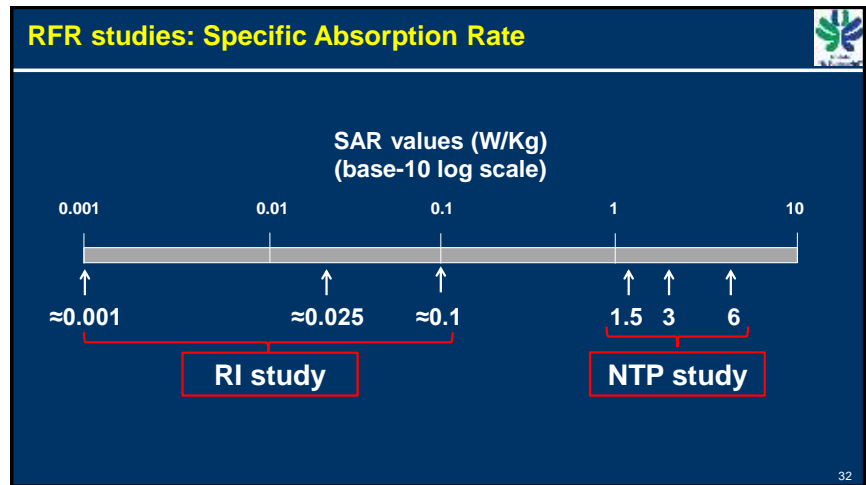 RFR studies: Specific Absorption Rate
SAR values (W/Kg)
(base-10 log scale)
0.001 0.01 0.1 1 10
≈0.001 ≈0.025 ≈0.1 1.5 3 6
RI study NTP study
32